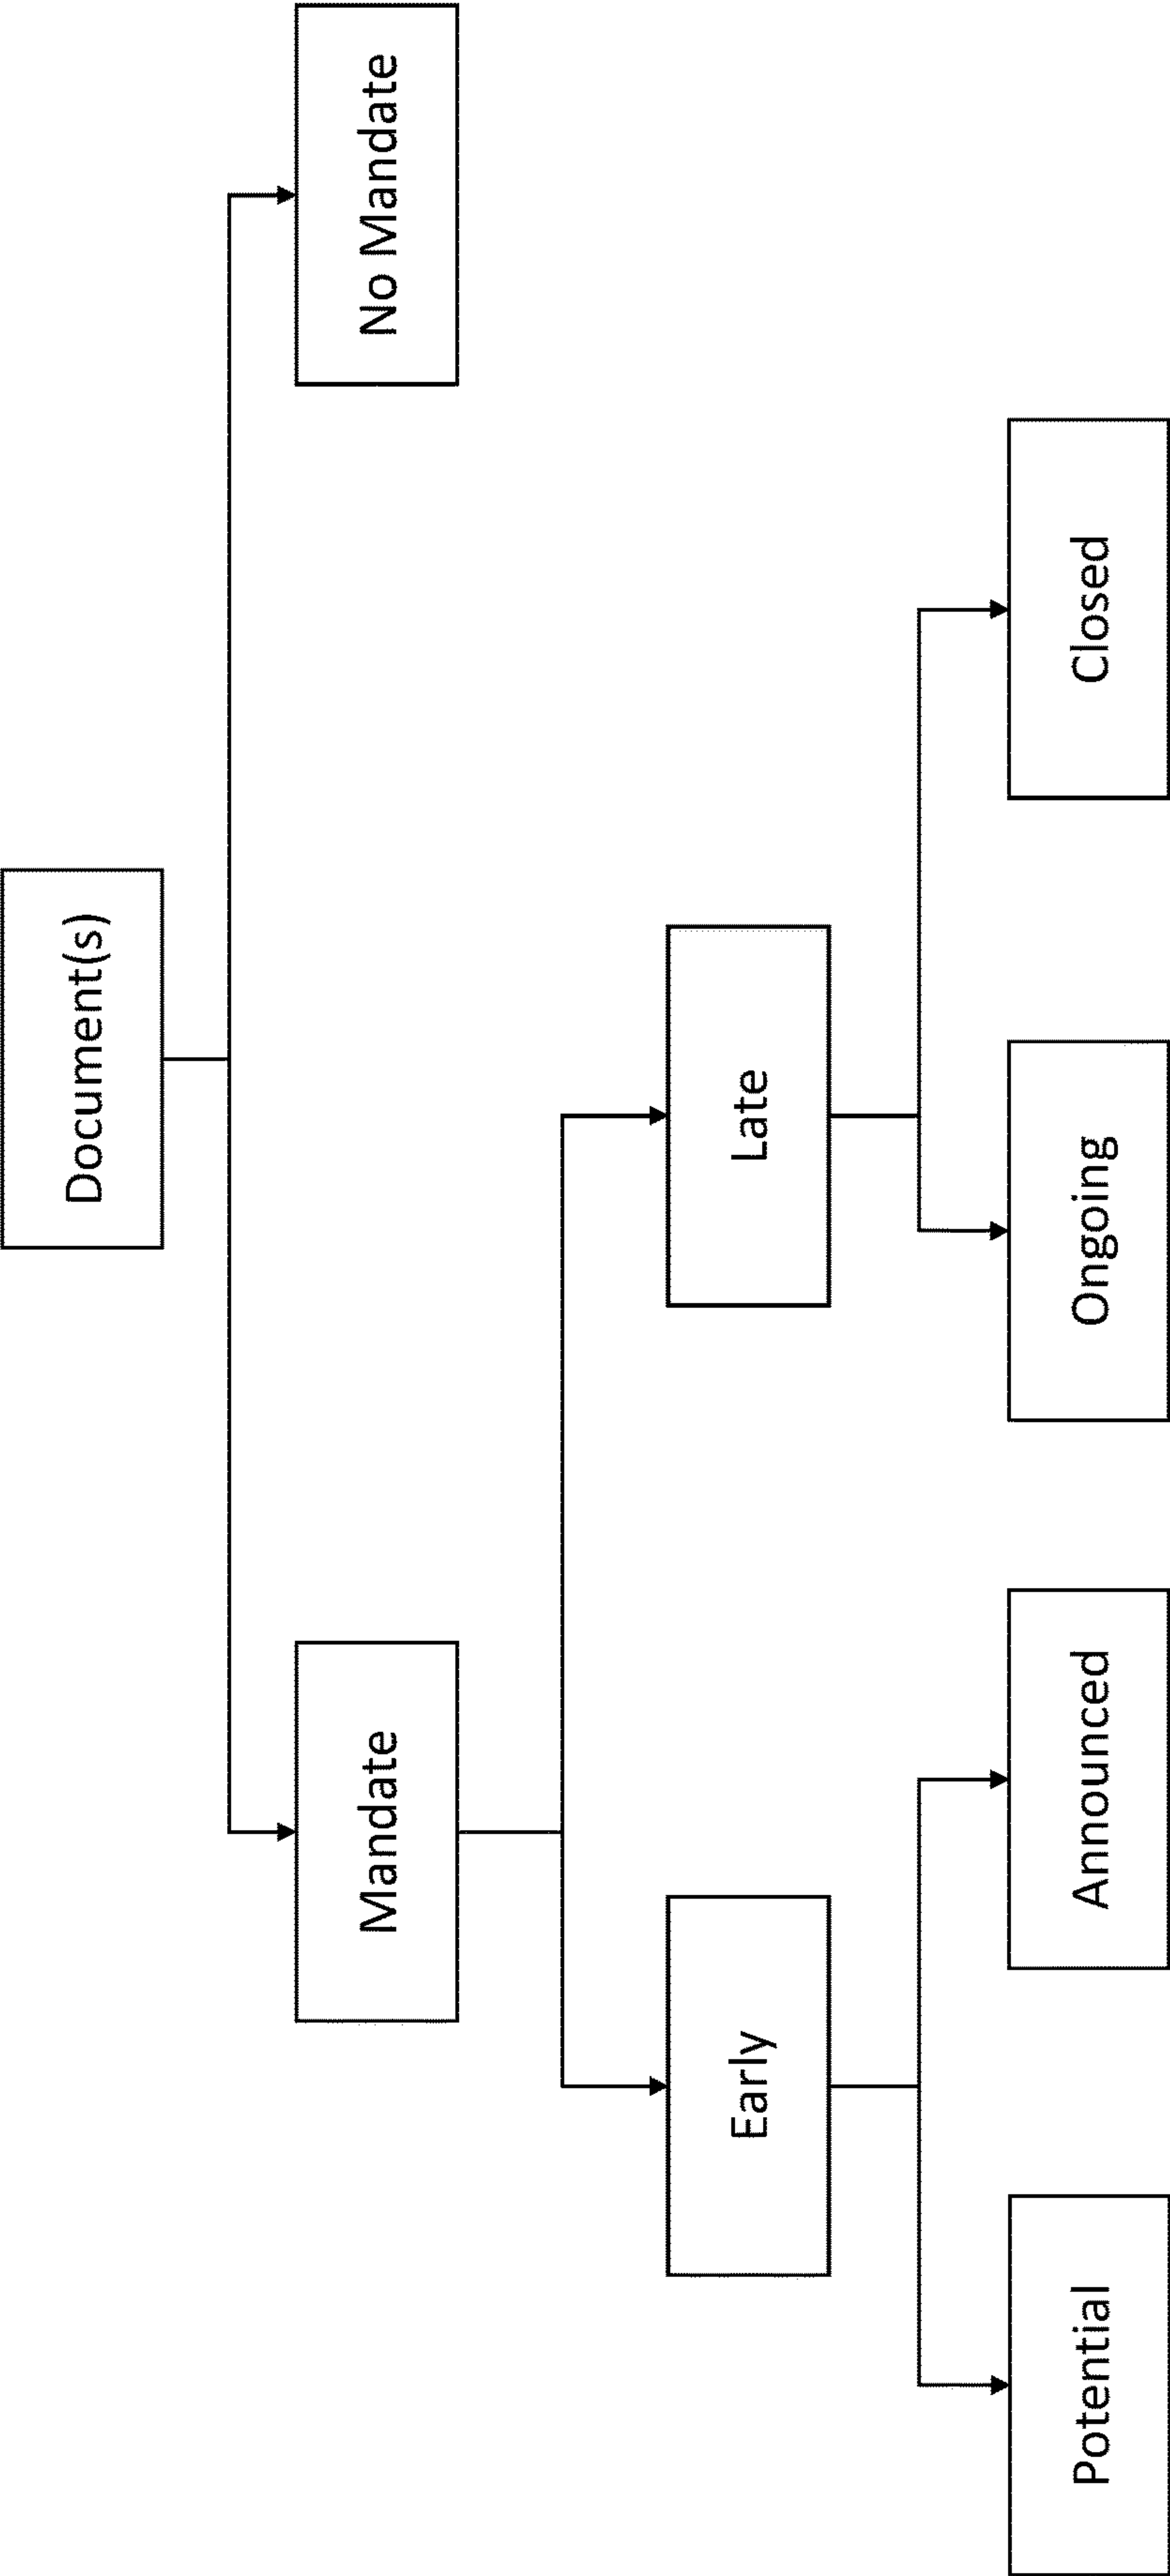 Document(s)
Mandate
No Mandate
Early
Late
Potential
Announced
Ongoing
Closed